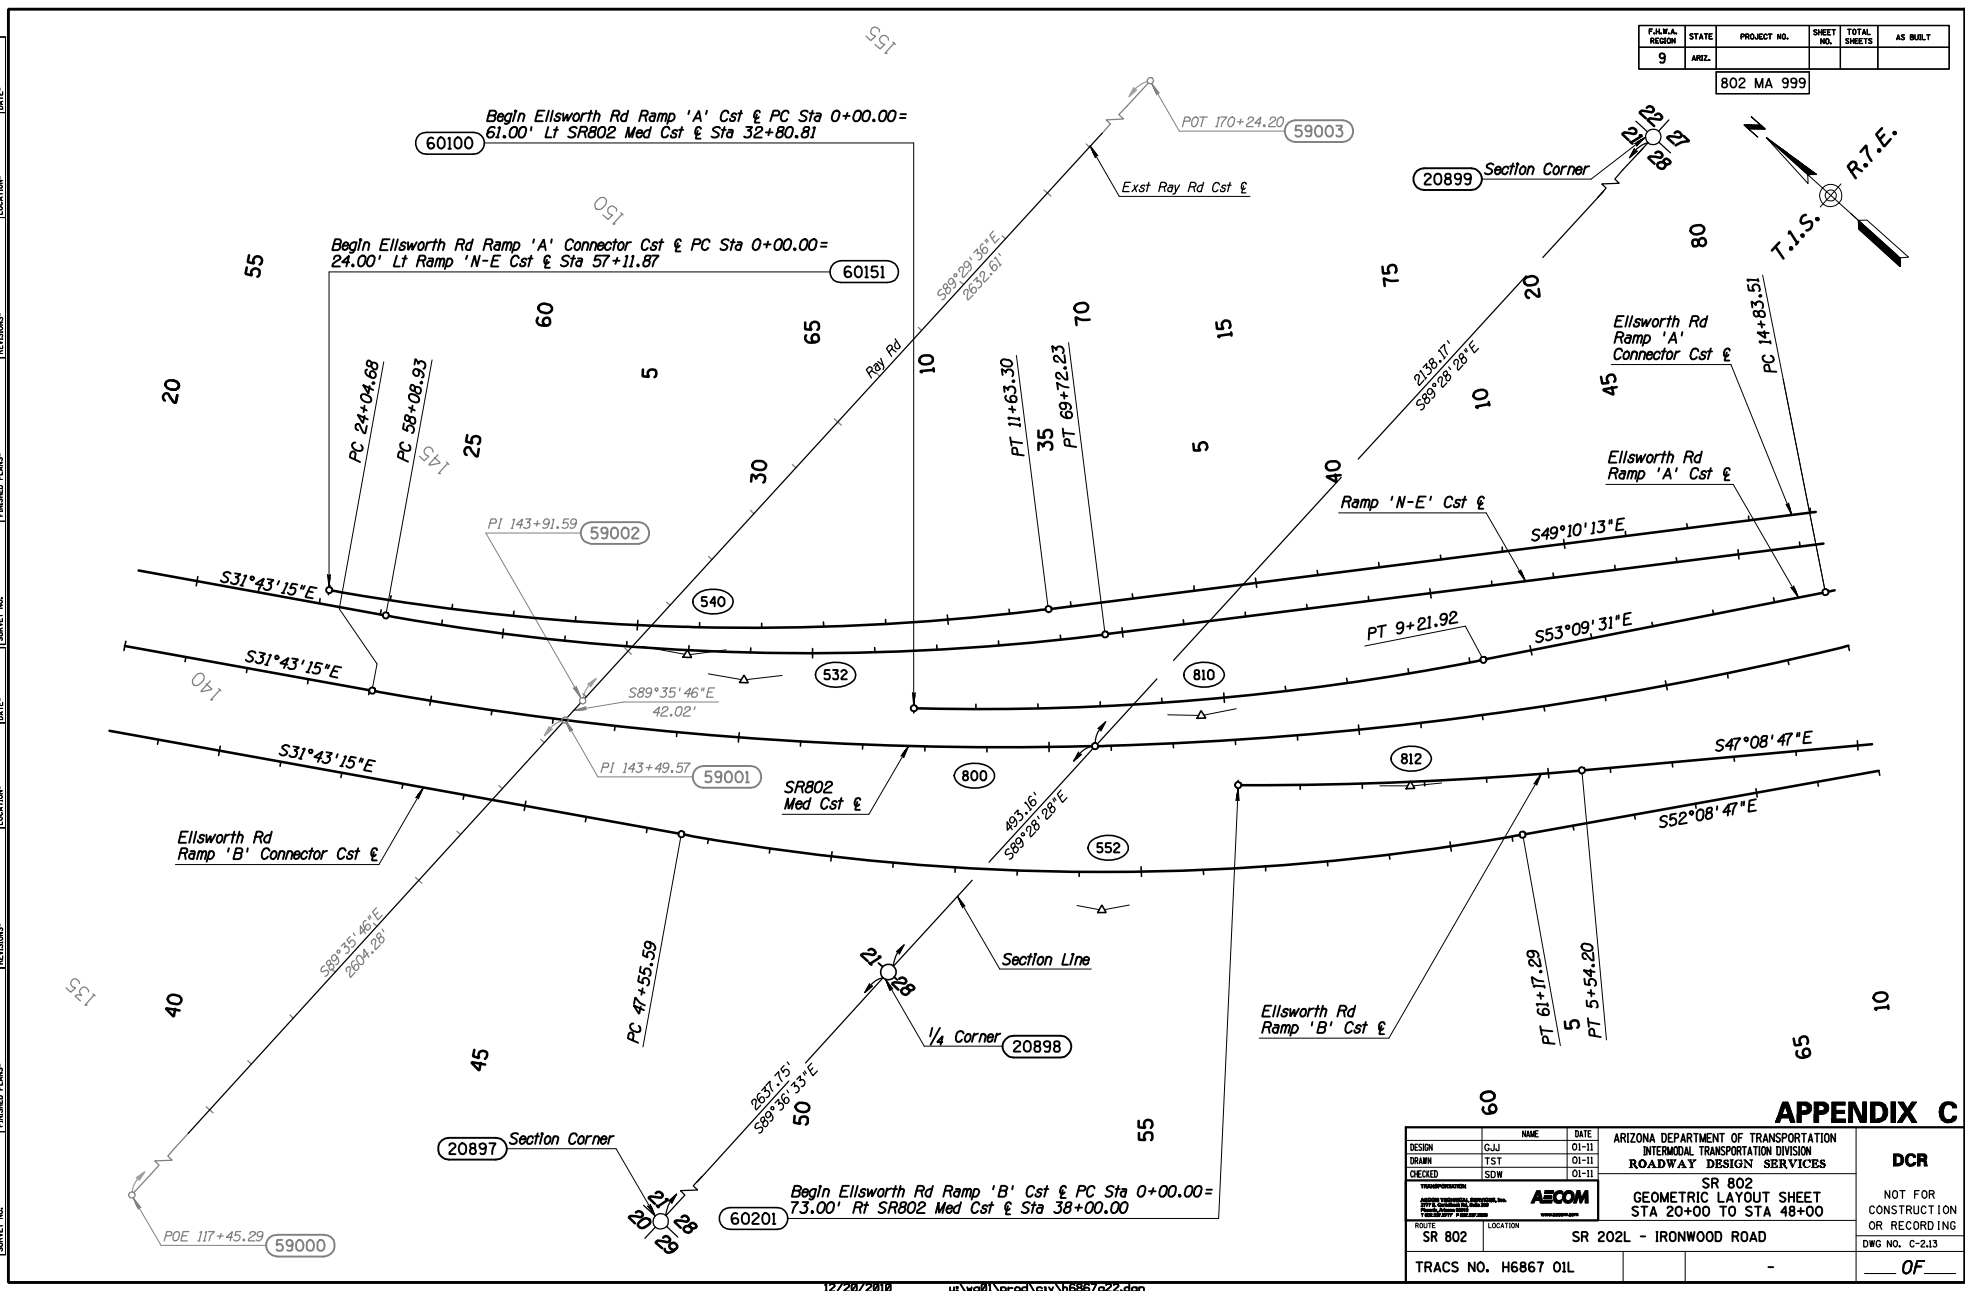 F.H.W.A. REGION STATE PROJECT NO. SHEET NO. TOTAL SHEETS AS BUILT
9 ARIZ.
802 MA 999
155
Begin Ellsworth Rd Ramp 'A' Cst ℄ PC Sta 0+00.00=
61.00' Lt SR802 Med Cst ℄ Sta 32+80.81
60100
POT 170+24.20 59003
Exst Ray Rd Cst ℄
22
21 27
28
Section Corner
20899
N
R.7.E.
T.1.S.
150
Begin Ellsworth Rd Ramp 'A' Connector Cst ℄ PC Sta 0+00.00=
24.00' Lt Ramp 'N-E Cst ℄ Sta 57+11.87
60151
S89°29'36"E
2632.61'
55
60
65
70
75
80
20
5
10
15
20
Ray Rd
PC 24+04.68
PC 58+08.93
145
25
30
PT 11+63.30
35
PT 69+72.23
5
2138.17'
S89°28'28"E
10
45
40
Ellsworth Rd
Ramp 'A'
Connector Cst ℄
PC 14+83.51
Ellsworth Rd
Ramp 'A' Cst ℄
Ramp 'N-E' Cst ℄
PI 143+91.59 59002
S49°10'13"E
S31°43'15"E
540
532
810
PT 9+21.92
S53°09'31"E
S31°43'15"E
140
S89°35'46"E
42.02'
S31°43'15"E
PI 143+49.57 59001
SR802
Med Cst ℄
800
812
S47°08'47"E
493.16'
S89°28'28"E
552
S52°08'47"E
Ellsworth Rd
Ramp 'B' Connector Cst ℄
S89°35'46"E
2604.28'
135
40
45
PC 47+55.59
Section Line
21
28
1/4 Corner 20898
Ellsworth Rd
Ramp 'B' Cst ℄
PT 61+17.29
5
PT 5+54.20
10
65
2637.75'
S89°36'33"E
50
55
60
20897 Section Corner
21
20 28
29
POE 117+45.29 59000
Begin Ellsworth Rd Ramp 'B' Cst ℄ PC Sta 0+00.00=
73.00' Rt SR802 Med Cst ℄ Sta 38+00.00
60201
APPENDIX C
NAME DATE
DESIGN GJJ 01-11
DRAWN TST 01-11
CHECKED SDW 01-11
ARIZONA DEPARTMENT OF TRANSPORTATION
INTERMODAL TRANSPORTATION DIVISION
ROADWAY DESIGN SERVICES
DCR
AECOM
SR 802
GEOMETRIC LAYOUT SHEET
STA 20+00 TO STA 48+00
NOT FOR
CONSTRUCTION
OR RECORDING
ROUTE
SR 802
LOCATION
SR 202L - IRONWOOD ROAD
DWG NO. C-2.13
TRACS NO. H6867 01L
-
OF
12/20/2010